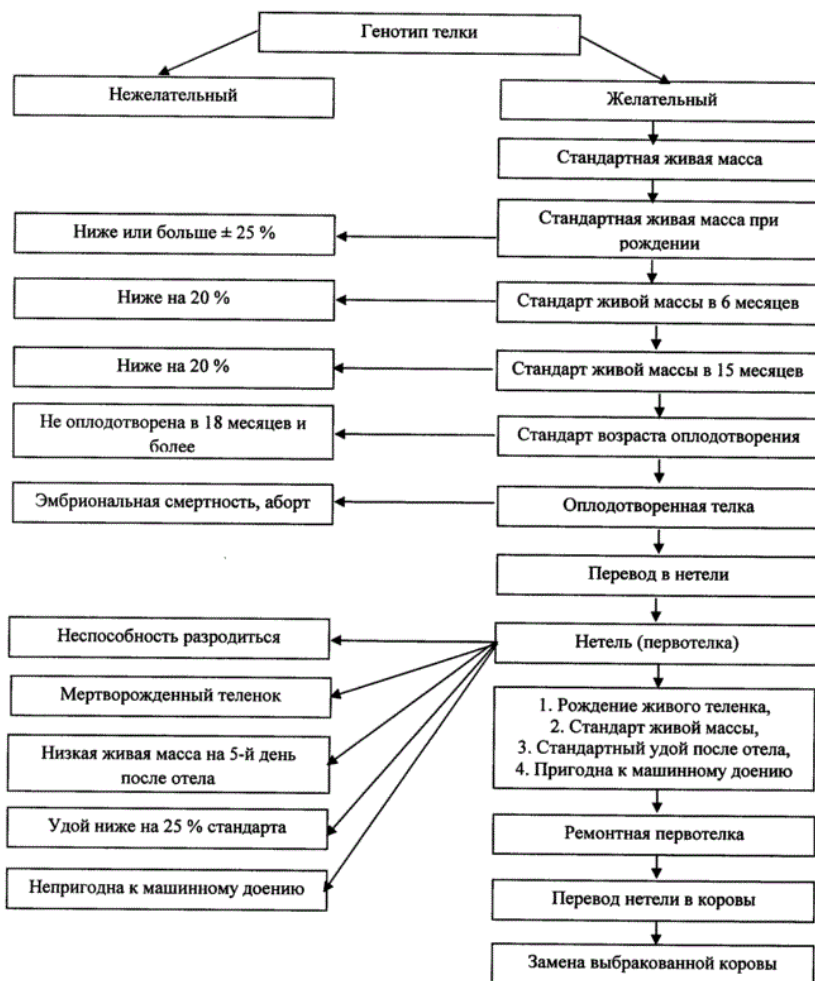 Генотип телки
Нежелательный
Желательный
Стандартная живая масса
Ниже или больше ± 25 %
Стандартная живая масса при
рождении
Ниже на 20 %
Стандарт живой массы в 6 месяцев
Ниже на 20 %
Стандарт живой массы в 15 месяцев
Не оплодотворена в 18 месяцев и
более
Стандарт возраста оплодотворения
Эмбриональная смертность, аборт
Оплодотворенная телка
Перевод в нетели
Неспособность разродиться
Нетель (первотелка)
Мертворожденный теленок
1. Рождение живого теленка,
2. Стандарт живой массы,
3. Стандартный удой после отела,
4. Пригодна к машинному доению
Низкая живая масса на 5-й день
после отела
Удой ниже на 25 % стандарта
Ремонтная первотелка
Непригодна к машинному доению
Перевод нетели в коровы
Замена выбракованной коровы